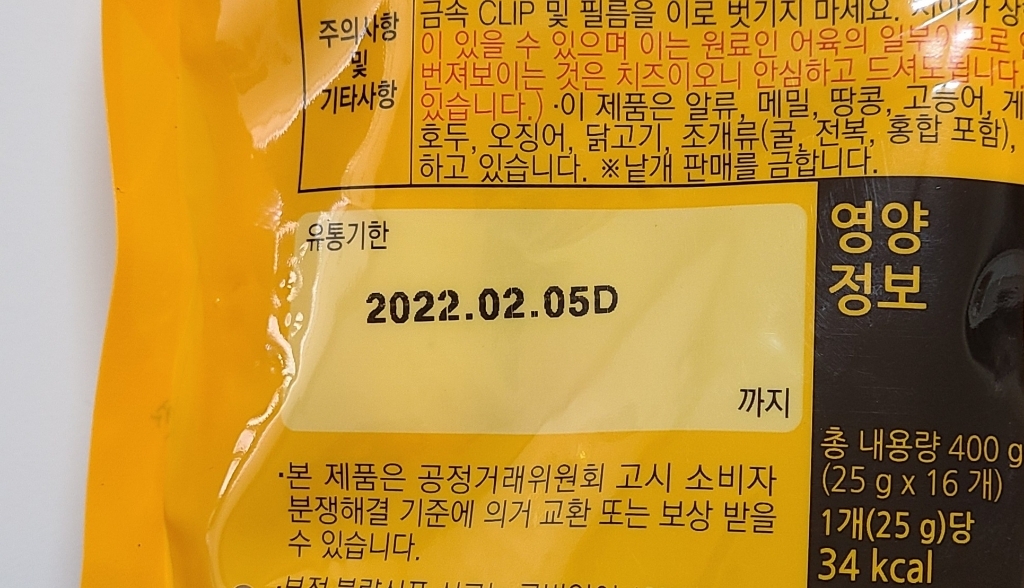 주의사항
및
기타사항
금속 CLIP 및 필름을 이로 벗기지 마세요.
이 있을 수 있으며 이는 원료인 어육의 일부이므로
번져보이는 것은 치즈이오니 안심하고 드셔도됩니다
있습니다.) ·이 제품은 알류, 메밀, 땅콩, 고등어, 게
호두, 오징어, 닭고기, 조개류(굴, 전복, 홍합 포함),
하고 있습니다. ※낱개 판매를 금합니다.
유통기한
2022.02.05D
까지
영양
정보
총 내용량 400 g
(25 g x 16 개)
1개(25 g)당
34 kcal
·본 제품은 공정거래위원회 고시 소비자
분쟁해결 기준에 의거 교환 또는 보상 받을
수 있습니다.